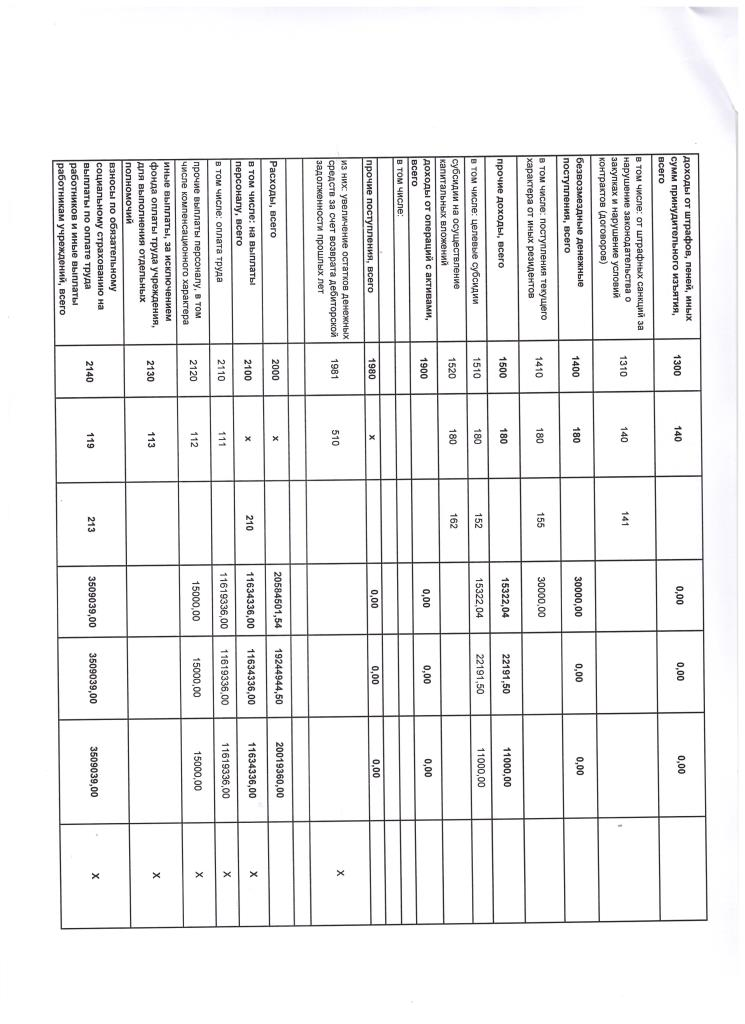 доходы от штрафов, пеней, иных
сумм принудительного изъятия,
всего
1300
140
0,00
0,00
0,00
в том числе: от штрафных санкций за
нарушение законодательства о
закупках и нарушение условий
контрактов (договоров)
1310
140
141
безвозмездные денежные
поступления, всего
1400
180
30000,00
0,00
0,00
в том числе: поступления текущего
характера от иных резидентов
1410
180
155
30000,00
прочие доходы, всего
1500
180
15322,04
22191,50
11000,00
в том числе: целевые субсидии
1510
180
152
15322,04
22191,50
11000,00
субсидии на осуществление
капитальных вложений
1520
180
162
доходы от операций с активами,
всего
1900
0,00
0,00
0,00
в том числе:
прочие поступления, всего
1980
х
0,00
0,00
0,00
из них: увеличение остатков денежных
средств за счет возврата дебиторской
задолженности прошлых лет
1981
510
Х
Расходы, всего
2000
х
20584501,54
19244944,50
20019360,00
в том числе: на выплаты
персоналу, всего
2100
х
210
11634336,00
11634336,00
11634336,00
Х
в том числе: оплата труда
2110
111
11619336,00
11619336,00
11619336,00
Х
прочие выплаты персоналу, в том
числе компенсационного характера
2120
112
15000,00
15000,00
15000,00
Х
иные выплаты, за исключением
фонда оплаты труда учреждения,
для выполнения отдельных
полномочий
2130
113
Х
взносы по обязательному
социальному страхованию на
выплаты по оплате труда
работников и иные выплаты
работникам учреждений, всего
2140
119
213
3509039,00
3509039,00
3509039,00
Х